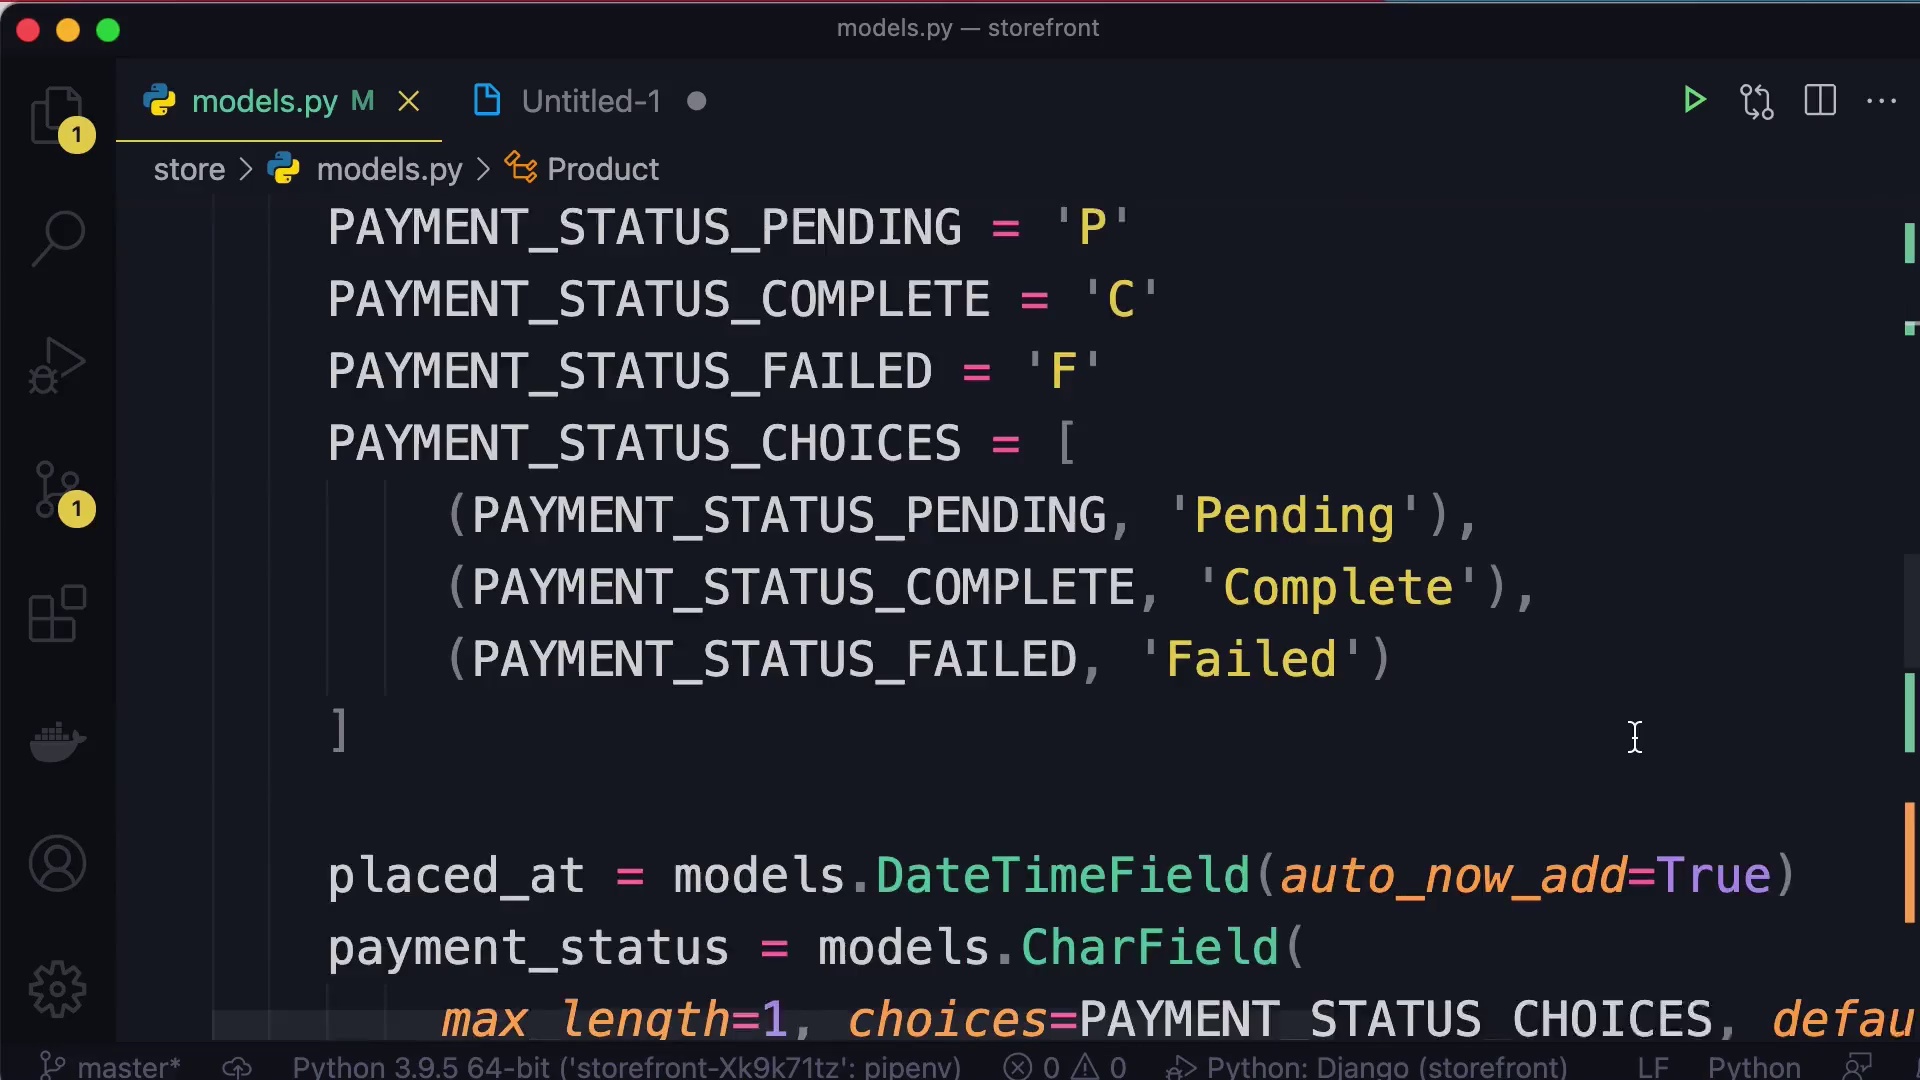 models.py — storefront
models.py M
Untitled-1
1
store > models.py > Product
PAYMENT_STATUS_PENDING = 'P'
PAYMENT_STATUS_COMPLETE = 'C'
PAYMENT_STATUS_FAILED = 'F'
PAYMENT_STATUS_CHOICES = [
(PAYMENT_STATUS_PENDING, 'Pending'),
1
(PAYMENT_STATUS_COMPLETE, 'Complete'),
(PAYMENT_STATUS_FAILED, 'Failed')
]
placed_at = models.DateTimeField(auto_now_add=True)
payment_status = models.CharField(
max_length=1, choices=PAYMENT_STATUS_CHOICES, defau
master* Python 3.9.5 64-bit ('storefront-Xk9k71tz': pipenv) 0 0 Python: Django (storefront) LF Python